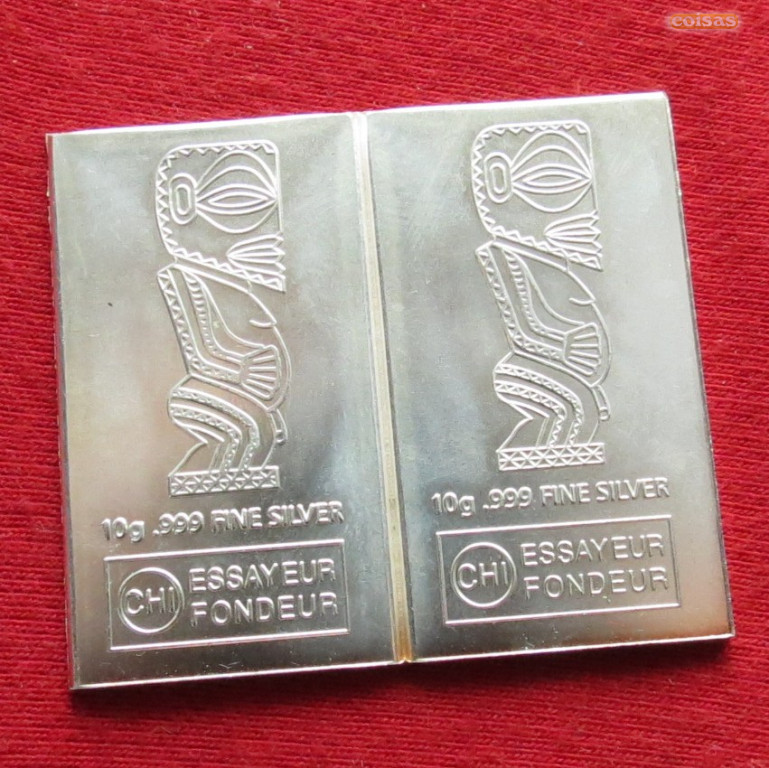 coisas
10g .999 FINE SILVER
CHI ESSAYEUR
FONDEUR
10g .999 FINE SILVER
CHI ESSAYEUR
FONDEUR